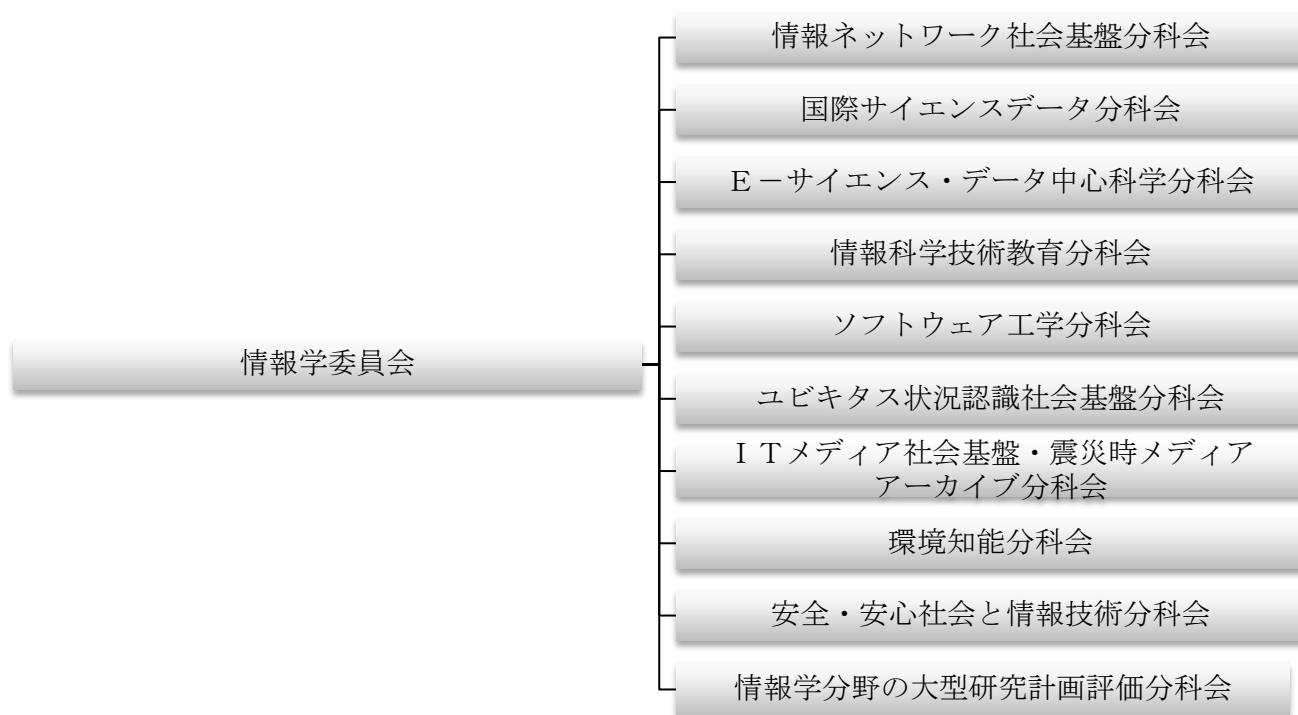 情報学委員会
情報ネットワーク社会基盤分科会
国際サイエンスデータ分科会
Ｅ－サイエンス・データ中心科学分科会
情報科学技術教育分科会
ソフトウェア工学分科会
ユビキタス状況認識社会基盤分科会
ＩＴメディア社会基盤・震災時メディア
アーカイブ分科会
環境知能分科会
安全・安心社会と情報技術分科会
情報学分野の大型研究計画評価分科会